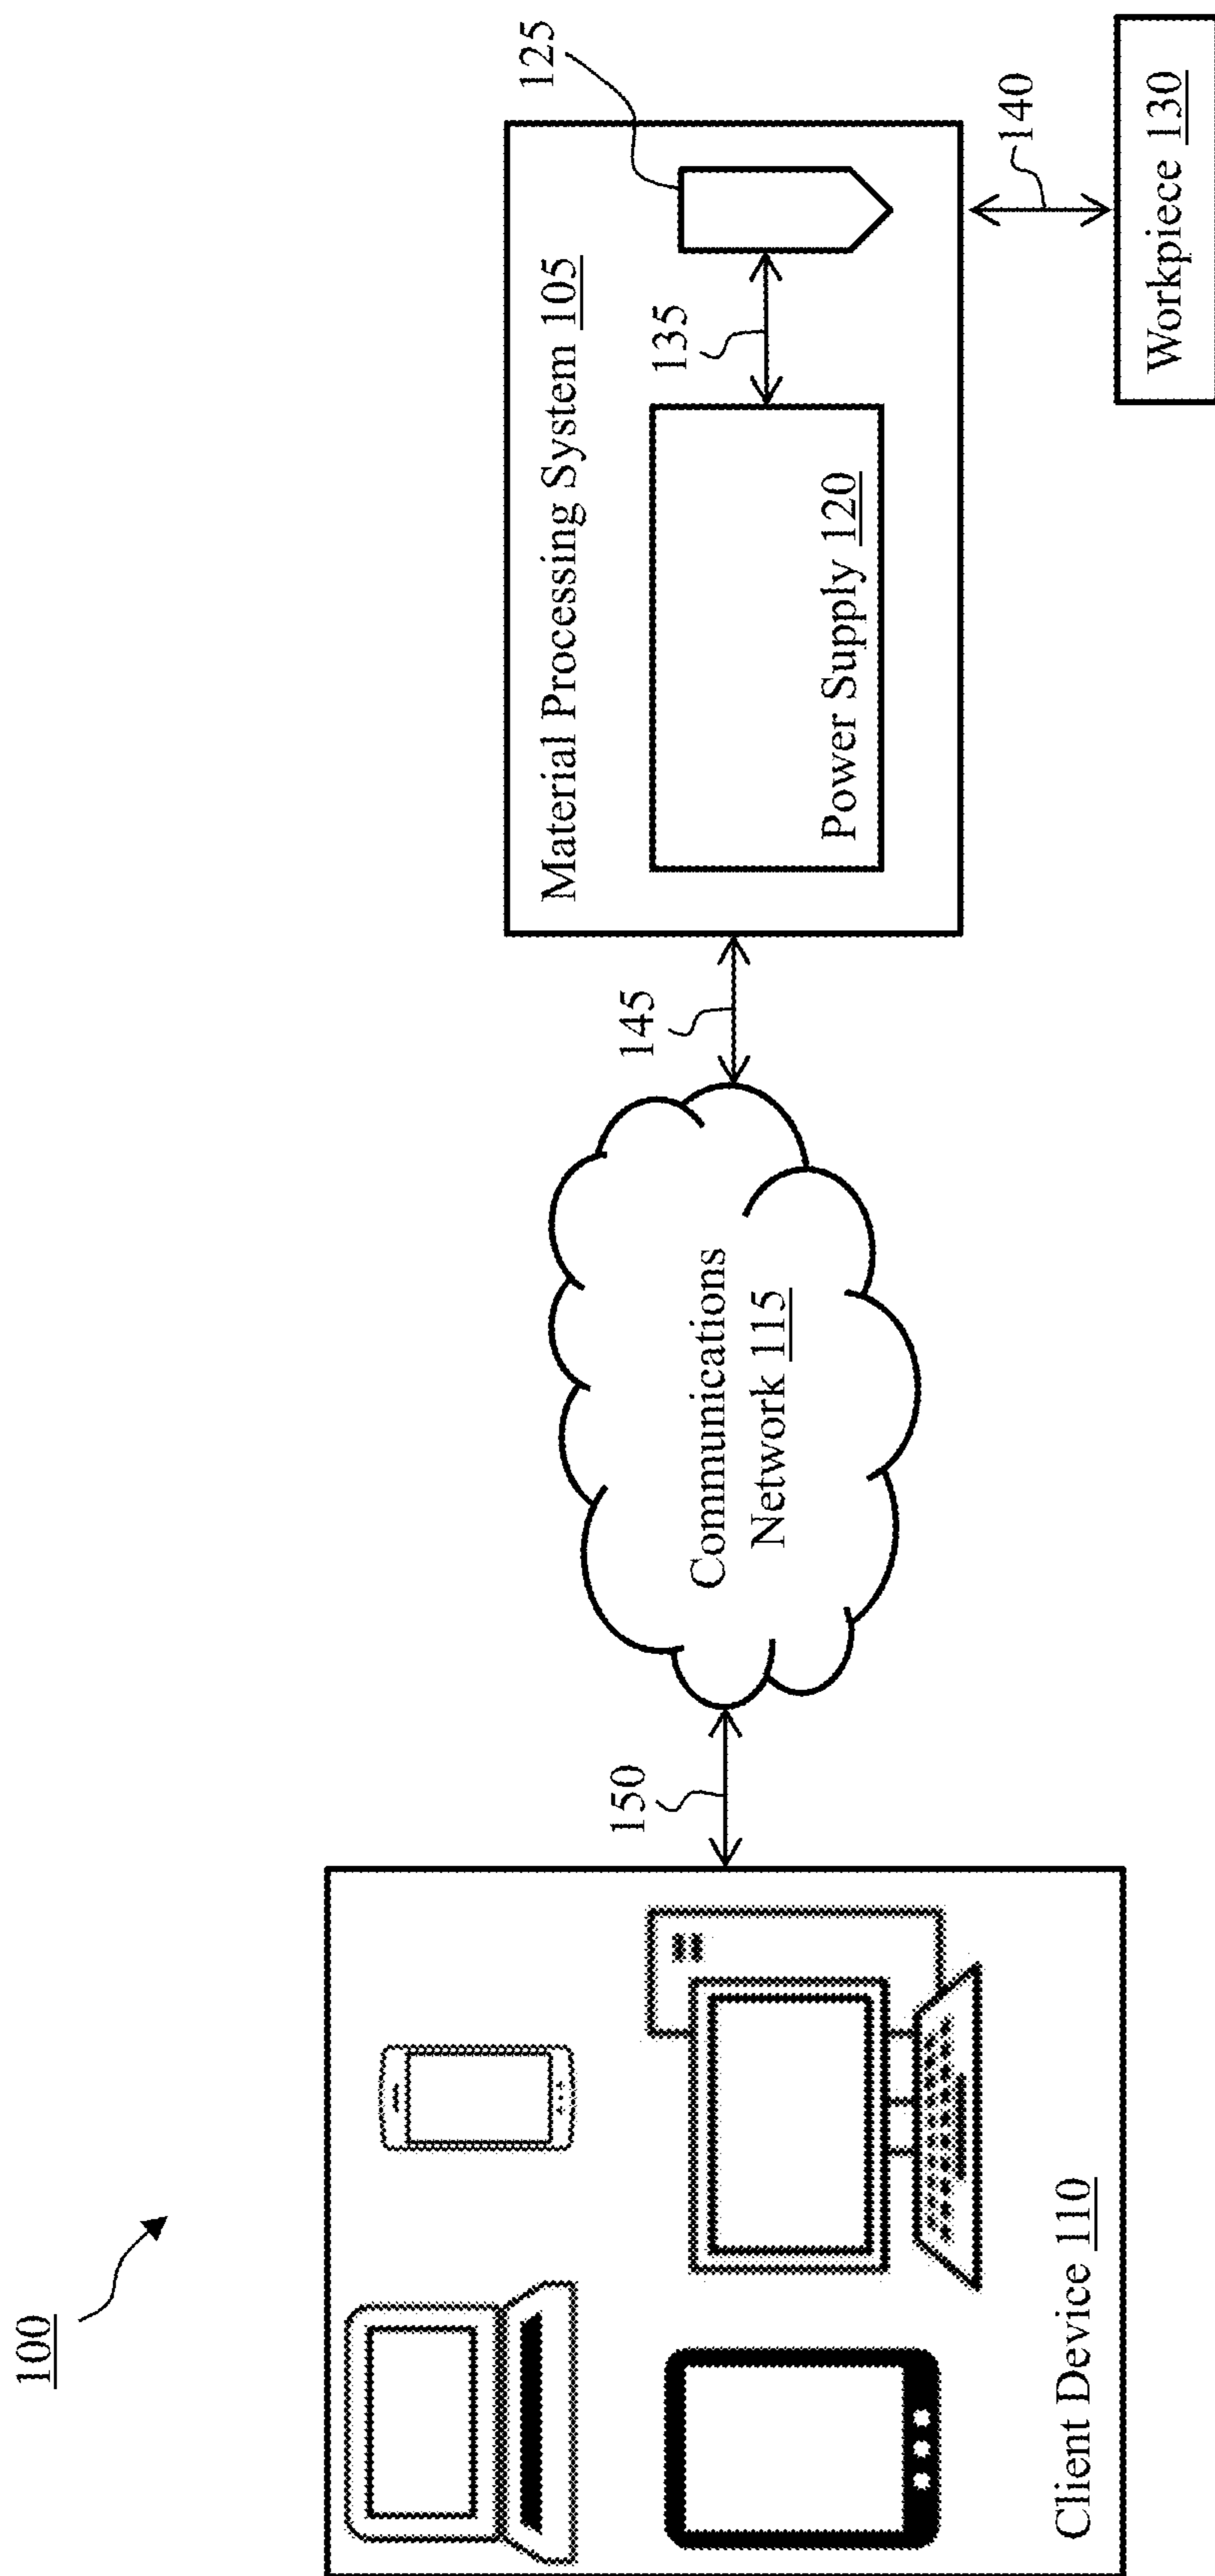 100
125
Material Processing System 105
135
Power Supply 120
140
Workpiece 130
145
Communications
Network 115
150
Client Device 110